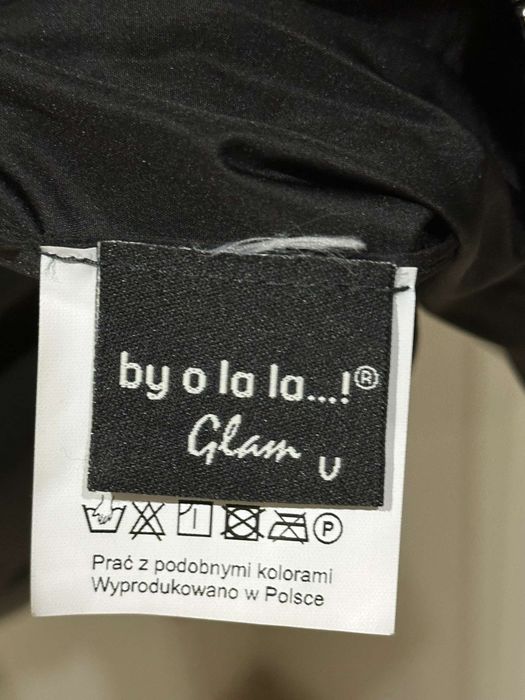 by o la la...!®
Glam
U
P
Prać z podobnymi kolorami
Wyprodukowano w Polsce